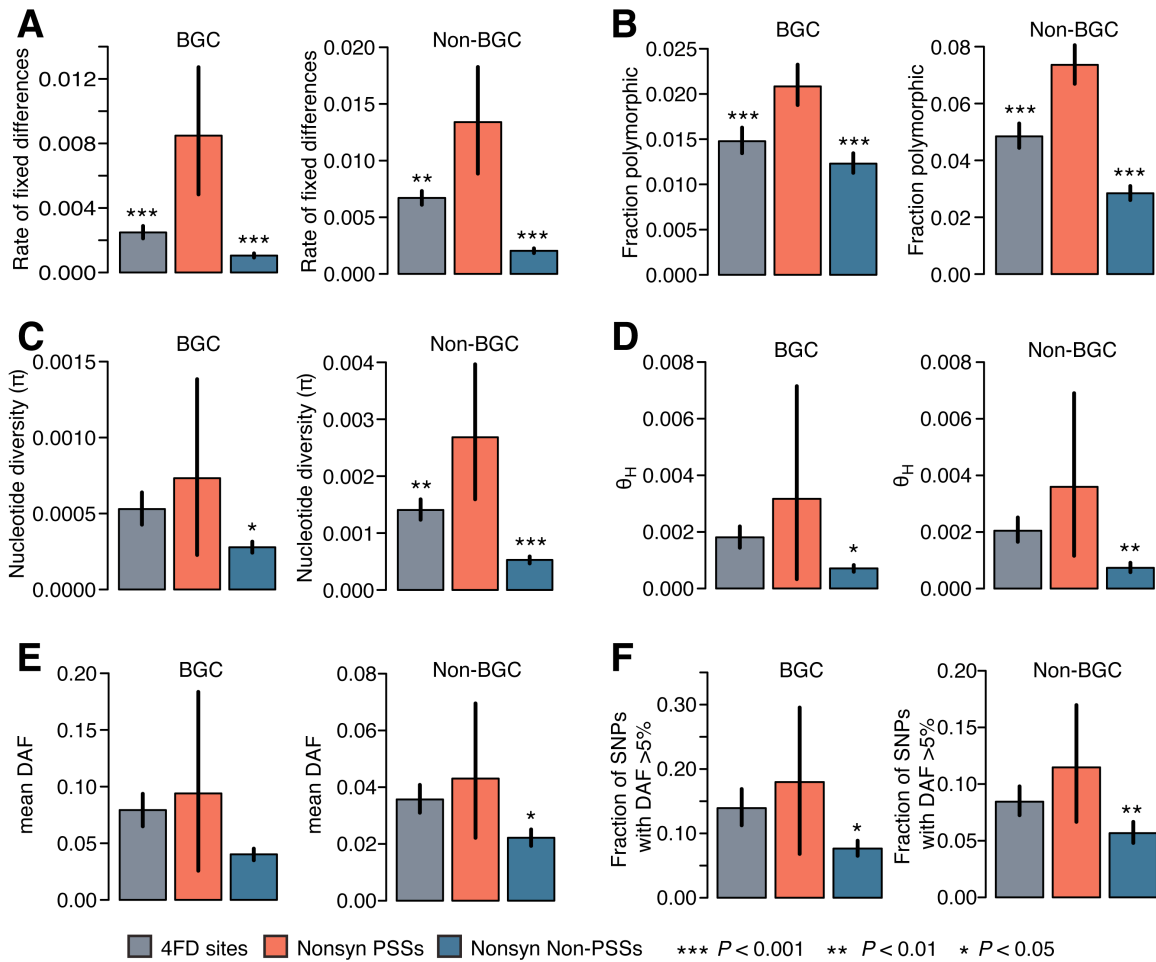 A
BGC
Rate of fixed differences
0.012
0.008
0.004
0.000
***
***
Non-BGC
Rate of fixed differences
0.020
0.015
0.010
0.005
0.000
**
***
B
BGC
Fraction polymorphic
0.025
0.020
0.015
0.010
0.005
0.000
***
***
Non-BGC
Fraction polymorphic
0.08
0.06
0.04
0.02
0.00
***
***
C
BGC
Nucleotide diversity (π)
0.0015
0.0010
0.0005
0.0000
*
Non-BGC
Nucleotide diversity (π)
0.004
0.003
0.002
0.001
0.000
**
***
D
BGC
θH
0.008
0.006
0.004
0.002
0.000
*
Non-BGC
θH
0.008
0.006
0.004
0.002
0.000
**
E
BGC
mean DAF
0.20
0.15
0.10
0.05
0.00
Non-BGC
mean DAF
0.08
0.06
0.04
0.02
0.00
*
F
BGC
Fraction of SNPs
with DAF >5%
0.30
0.20
0.10
0.00
*
Non-BGC
Fraction of SNPs
with DAF >5%
0.20
0.15
0.10
0.05
0.00
**
4FD sites Nonsyn PSSs Nonsyn Non-PSSs *** P < 0.001 ** P < 0.01 * P < 0.05